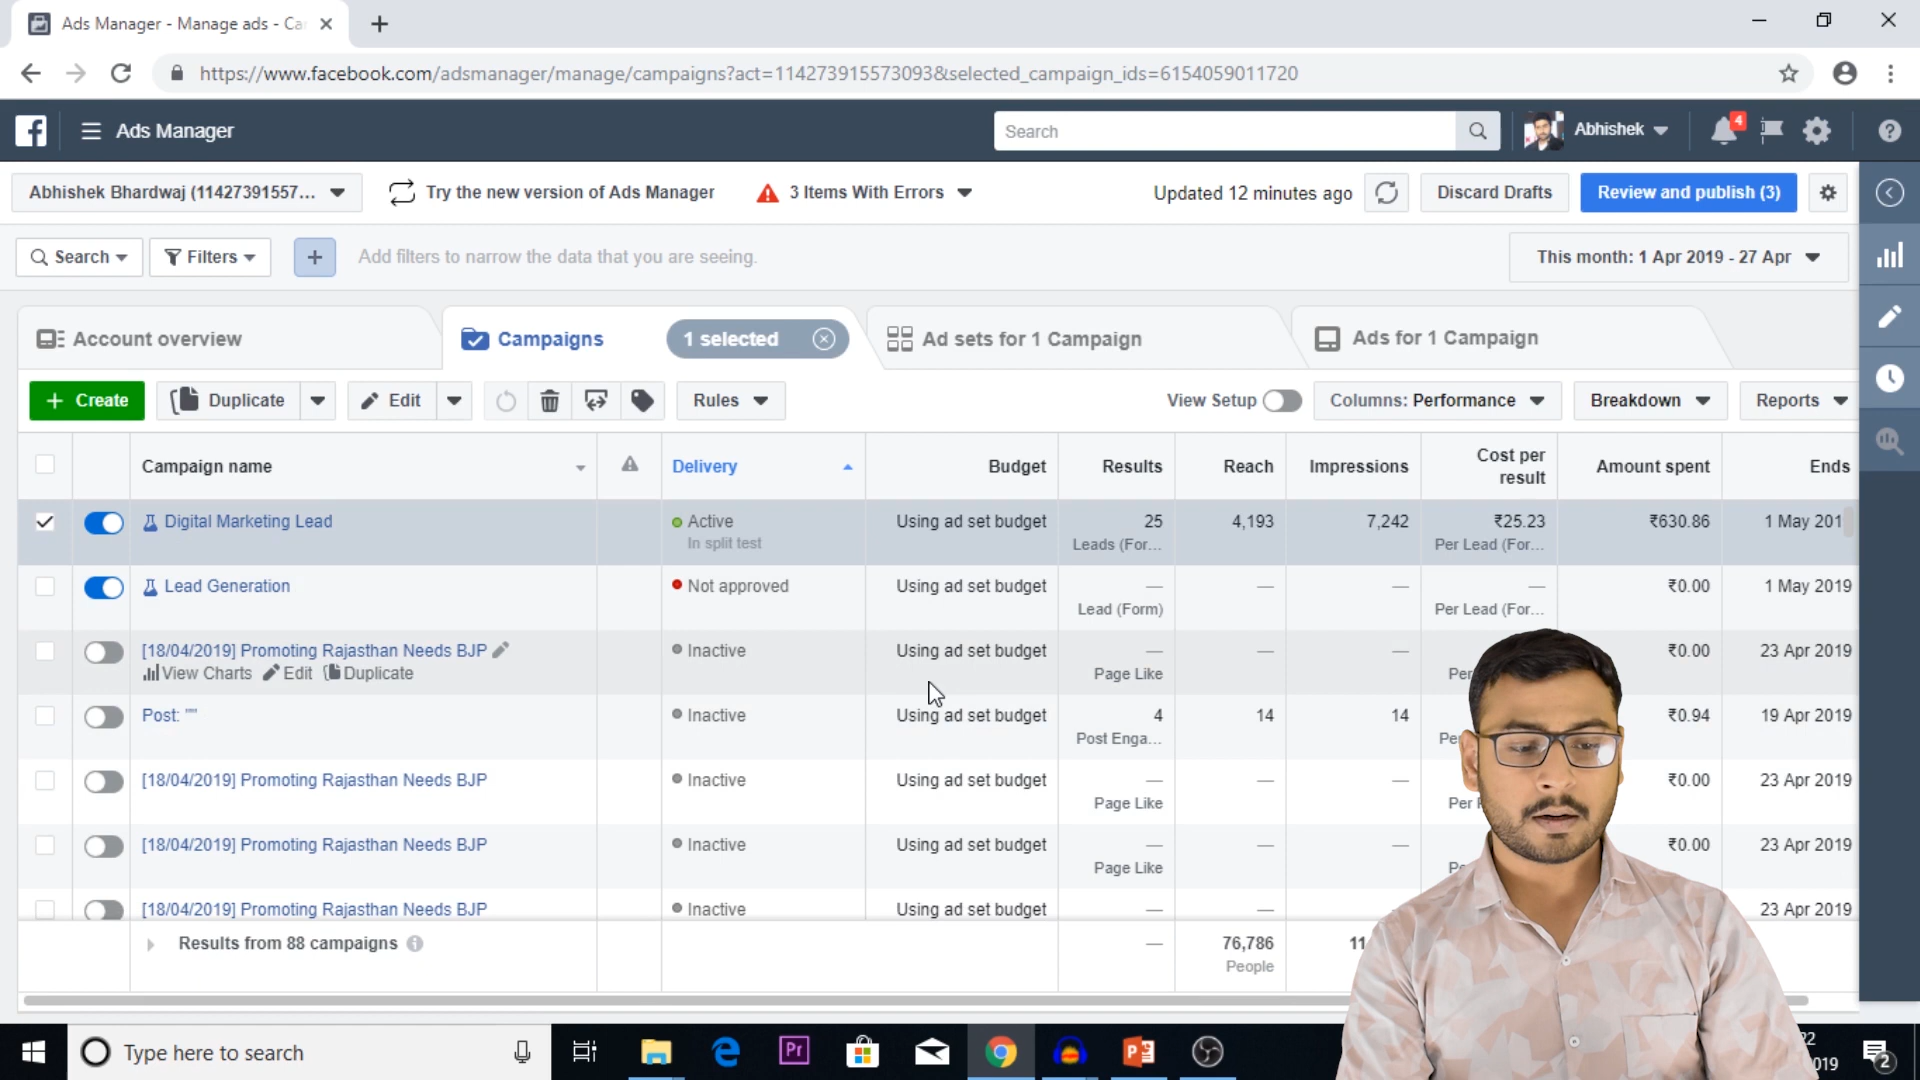 Ads Manager - Manage ads - Ca
https://www.facebook.com/adsmanager/manage/campaigns?act=114273915573093&selected_campaign_ids=6154059011720
Ads Manager
Search
Abhishek
4
Abhishek Bhardwaj (11427391557...
Try the new version of Ads Manager
3 Items With Errors
Updated 12 minutes ago
Discard Drafts
Review and publish (3)
Search
Filters
Add filters to narrow the data that you are seeing.
This month: 1 Apr 2019 - 27 Apr
Account overview
Campaigns
1 selected
Ad sets for 1 Campaign
Ads for 1 Campaign
+ Create
Duplicate
Edit
Rules
View Setup
Columns: Performance
Breakdown
Reports
Campaign name
Delivery
Budget
Results
Reach
Impressions
Cost per result
Amount spent
Ends
Digital Marketing Lead
Active
In split test
Using ad set budget
25
Leads (For...
4,193
7,242
₹25.23
Per Lead (For...
₹630.86
1 May 201
Lead Generation
Not approved
Using ad set budget
—
Lead (Form)
—
—
—
Per Lead (For...
₹0.00
1 May 2019
[18/04/2019] Promoting Rajasthan Needs BJP
View Charts Edit Duplicate
Inactive
Using ad set budget
—
Page Like
—
—
Per
₹0.00
23 Apr 2019
Post: ""
Inactive
Using ad set budget
4
Post Enga...
14
14
Pe
₹0.94
19 Apr 2019
[18/04/2019] Promoting Rajasthan Needs BJP
Inactive
Using ad set budget
—
Page Like
—
—
Per
₹0.00
23 Apr 2019
[18/04/2019] Promoting Rajasthan Needs BJP
Inactive
Using ad set budget
—
Page Like
—
—
₹0.00
23 Apr 2019
[18/04/2019] Promoting Rajasthan Needs BJP
Inactive
Using ad set budget
—
—
23 Apr 2019
Results from 88 campaigns
—
76,786
People
11
Type here to search
Pr
2
019
2